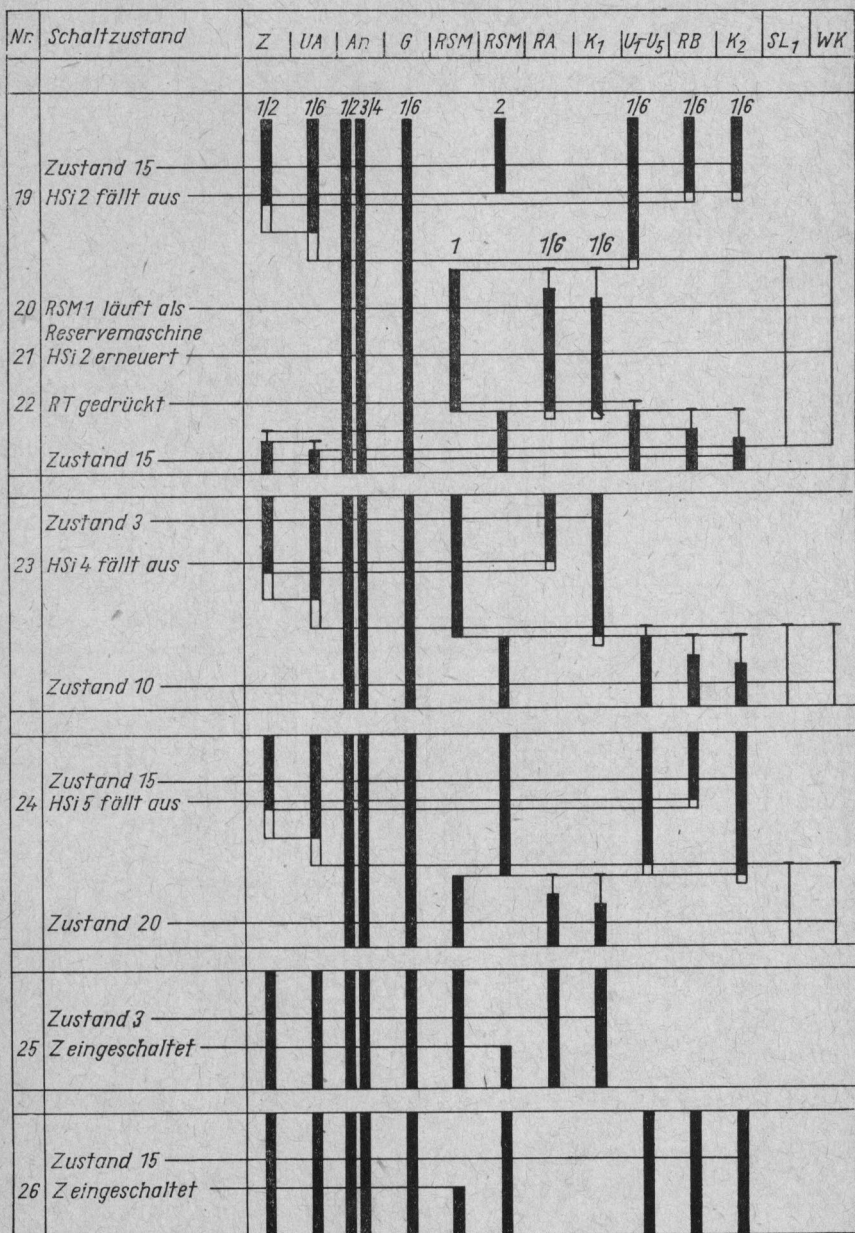 Nr. Schaltzustand Z UA An G RSM RSM RA K₁ U₁-U₅ RB K₂ SL₁ WK
1/2 1/6 1/2 3/4 1/6 2 1/6 1/6 1/6
Zustand 15
19 HSi 2 fällt aus
1 1/6 1/6
20 RSM 1 läuft als
Reservemaschine
21 HSi 2 erneuert
22 RT gedrückt
Zustand 15
Zustand 3
23 HSi 4 fällt aus
Zustand 10
Zustand 15
24 HSi 5 fällt aus
Zustand 20
Zustand 3
25 Z eingeschaltet
Zustand 15
26 Z eingeschaltet